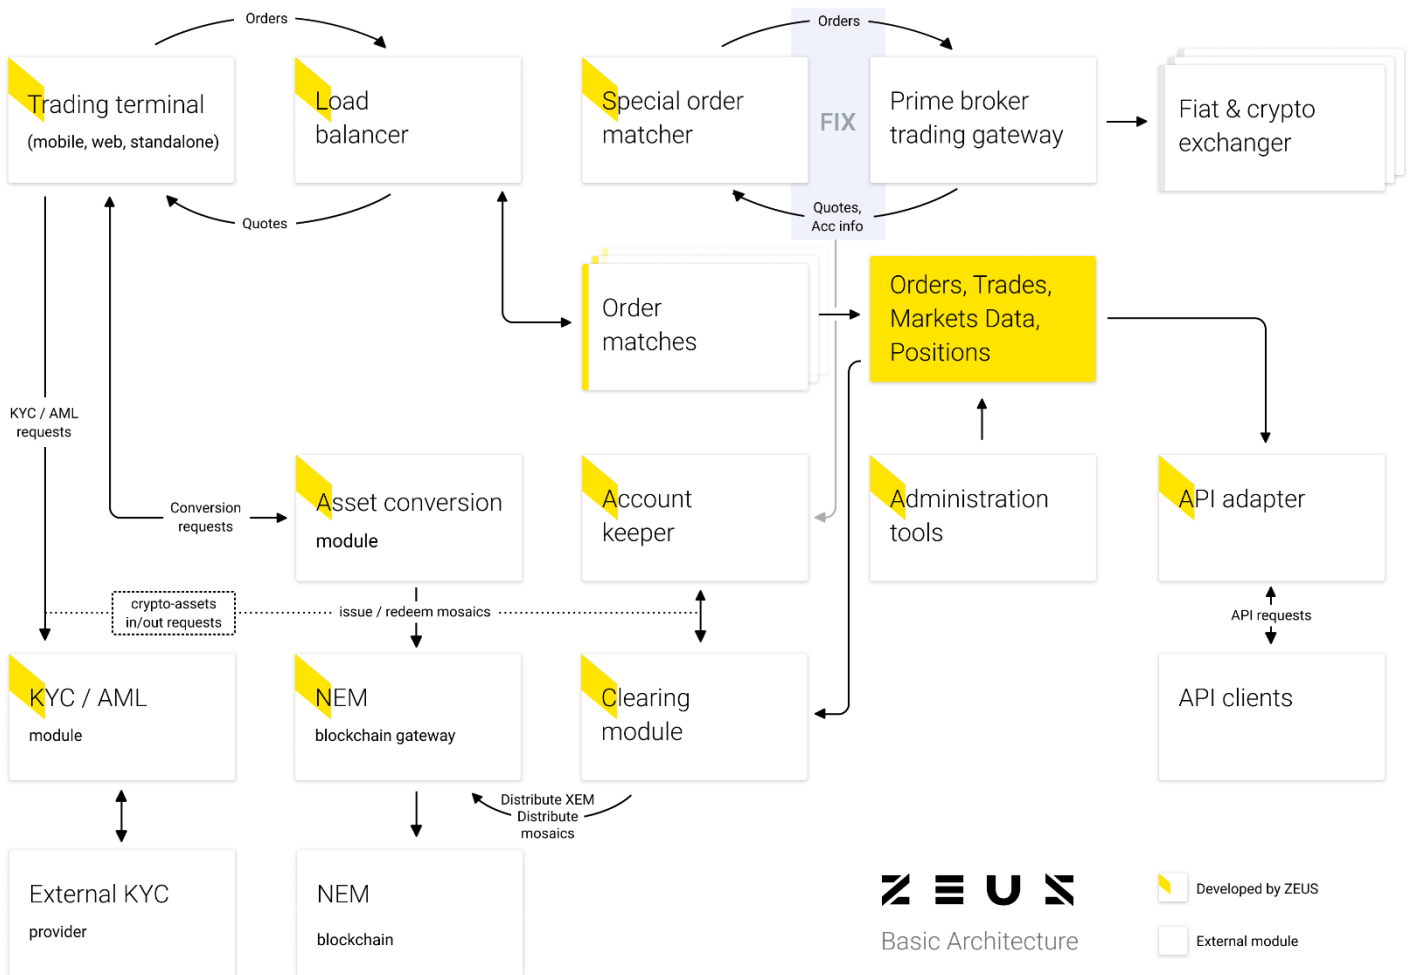 Orders
Orders
Trading terminal
(mobile, web, standalone)
Load
balancer
Special order
matcher
FIX
Prime broker
trading gateway
Fiat & crypto
exchanger
Quotes
Quotes,
Acc info
Order
matches
Orders, Trades,
Markets Data,
Positions
KYC / AML
requests
Conversion
requests
Asset conversion
module
Account
keeper
Administration
tools
API adapter
crypto-assets
in/out requests
issue / redeem mosaics
API requests
KYC / AML
module
NEM
blockchain gateway
Clearing
module
API clients
Distribute XEM
Distribute
mosaics
External KYC
provider
NEM
blockchain
ZEUS
Basic Architecture
Developed by ZEUS
External module